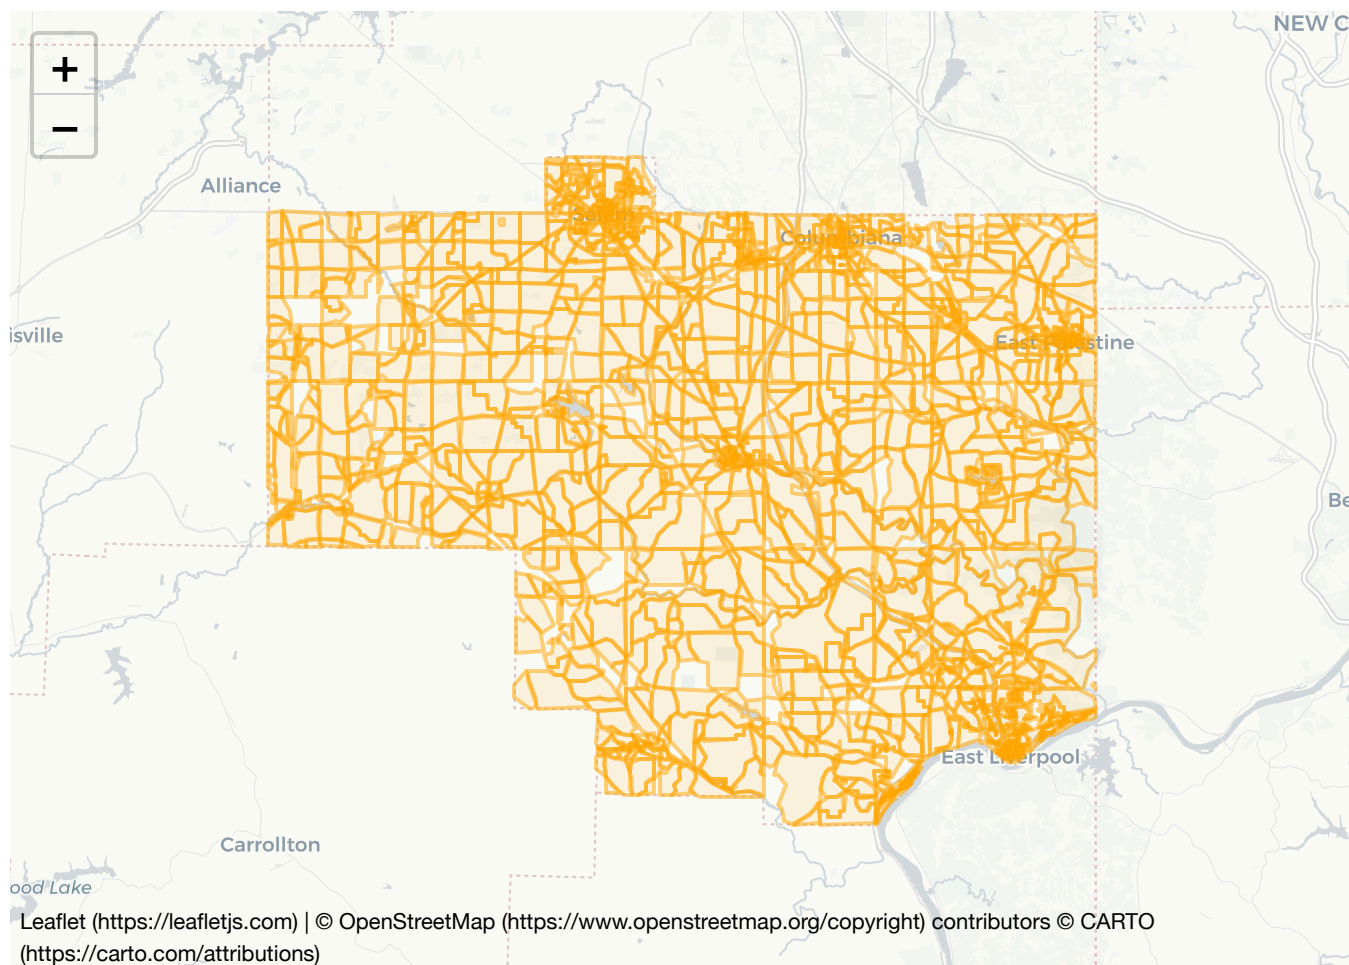 NEW C
+
−
Alliance
Salem
Columbiana
isville
East Palestine
Be
East Liverpool
Carrollton
ood Lake
Leaflet (https://leafletjs.com) | © OpenStreetMap (https://www.openstreetmap.org/copyright) contributors © CARTO
(https://carto.com/attributions)